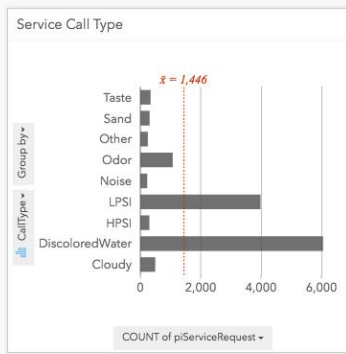 Service Call Type
x̄ = 1,446
Taste
Sand
Other
Odor
Noise
LPSI
HPSI
DiscoloredWater
Cloudy
Group by
CallType
0 2,000 4,000 6,000
COUNT of piServiceRequest